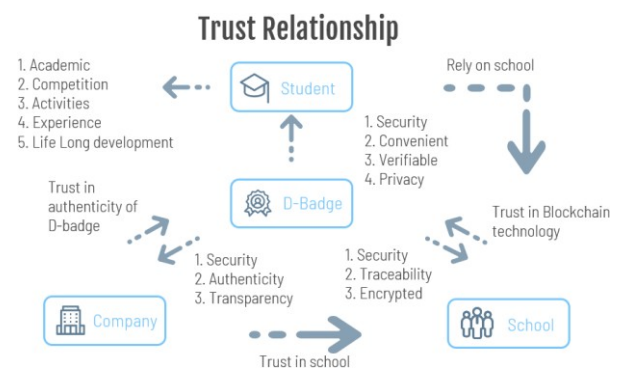 Trust Relationship
1. Academic
2. Competition
3. Activities
4. Experience
5. Life Long development
Student
Rely on school
1. Security
2. Convenient
3. Verifiable
4. Privacy
Trust in
authenticity of
D-badge
D-Badge
Trust in Blockchain
technology
1. Security
2. Authenticity
3. Transparency
1. Security
2. Traceability
3. Encrypted
Company
School
Trust in school